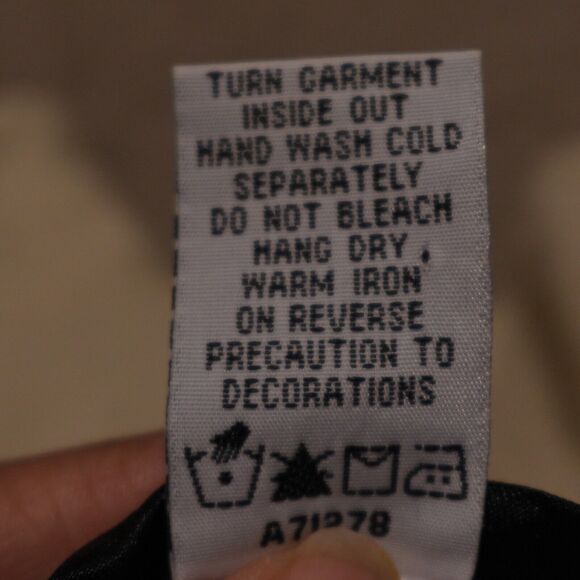 TURN GARMENT
INSIDE OUT
HAND WASH COLD
SEPARATELY
DO NOT BLEACH
HANG DRY
WARM IRON
ON REVERSE
PRECAUTION TO
DECORATIONS
A71278